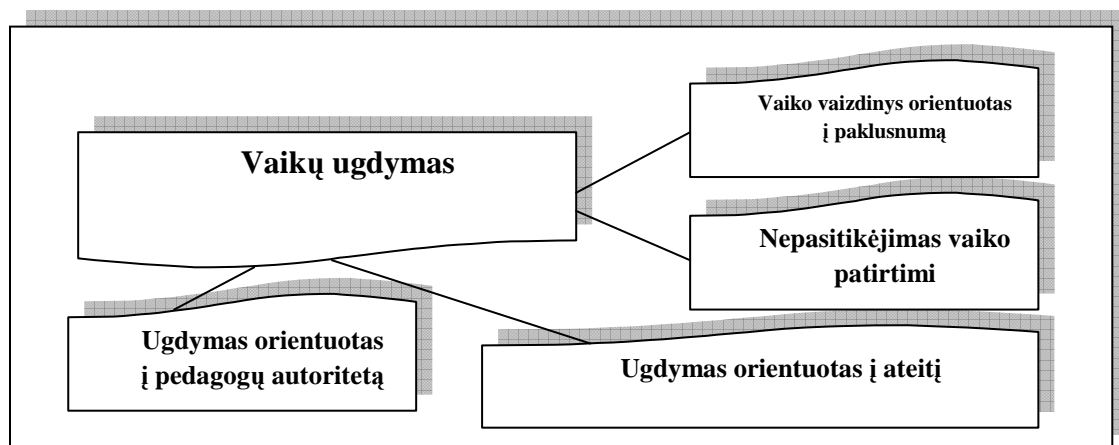 Vaikų ugdymas
Vaiko vaizdinys orientuotas
į paklusnumą
Nepasitikėjimas vaiko
patirtimi
Ugdymas orientuotas
į pedagogų autoritetą
Ugdymas orientuotas į ateitį